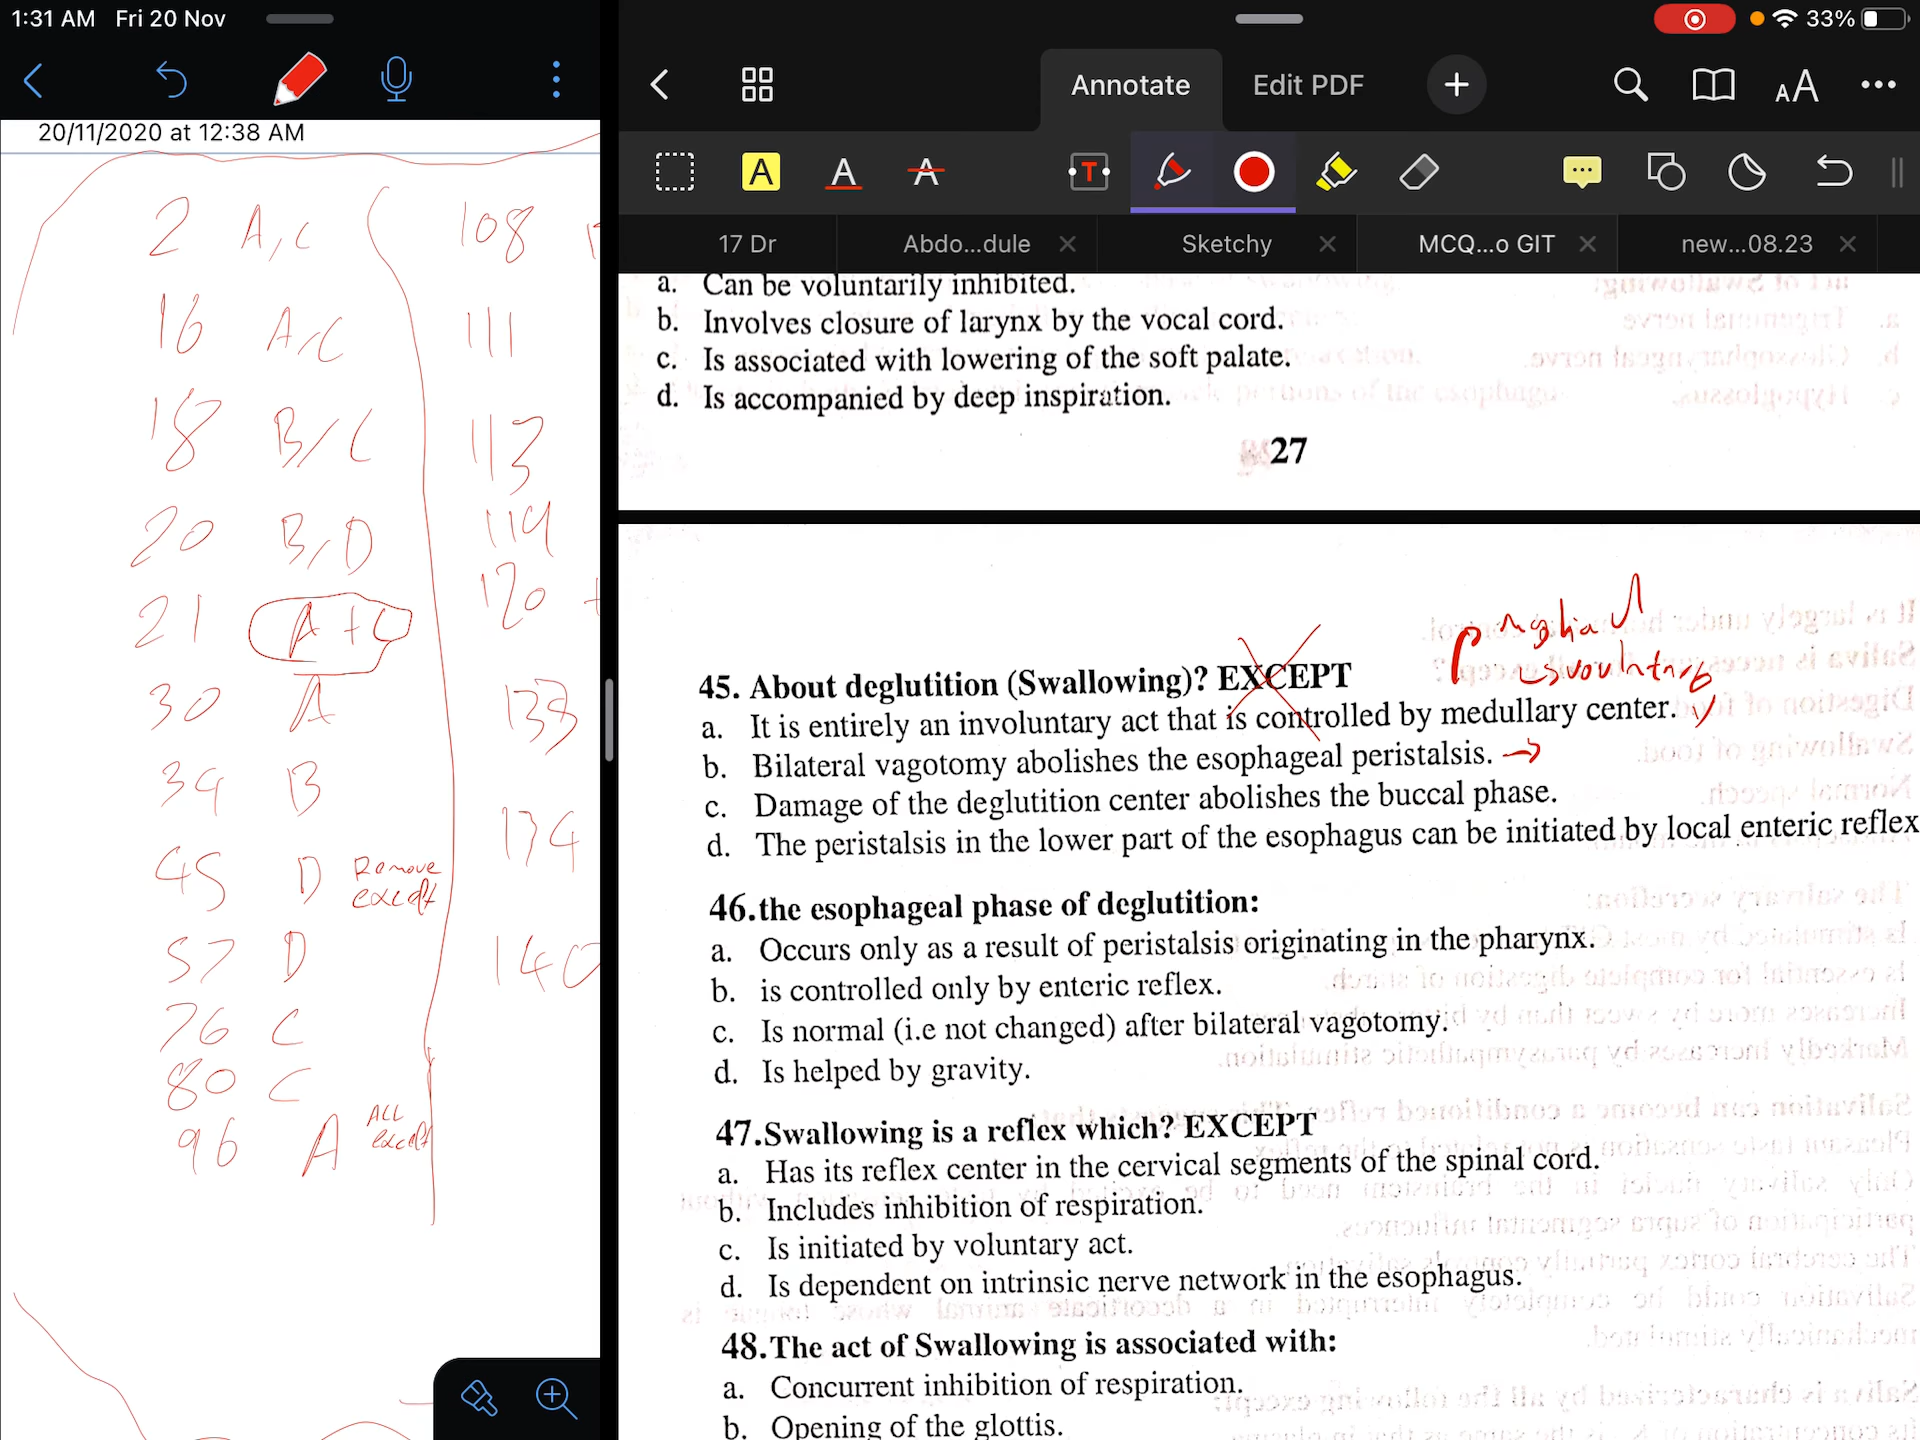 1:31 AM Fri 20 Nov
33%
Annotate
Edit PDF
17 Dr
Abdo...dule
Sketchy
MCQ...o GIT
new...08.23
20/11/2020 at 12:38 AM
2 A,C
16 A,C
18 B/C
20 B,D
21 A+C
30 A
34 B
45 D Remove except
57 D
76 C
80 C
96 A ALL except
108
111
113
114
120
133
134
140
a. Can be voluntarily inhibited.
b. Involves closure of larynx by the vocal cord.
c. Is associated with lowering of the soft palate.
d. Is accompanied by deep inspiration.
27
45. About deglutition (Swallowing)? EXCEPT
a. It is entirely an involuntary act that is controlled by medullary center.
b. Bilateral vagotomy abolishes the esophageal peristalsis.
c. Damage of the deglutition center abolishes the buccal phase.
d. The peristalsis in the lower part of the esophagus can be initiated by local enteric reflex
46.the esophageal phase of deglutition:
a. Occurs only as a result of peristalsis originating in the pharynx.
b. is controlled only by enteric reflex.
c. Is normal (i.e not changed) after bilateral vagotomy.
d. Is helped by gravity.
47.Swallowing is a reflex which? EXCEPT
a. Has its reflex center in the cervical segments of the spinal cord.
b. Includes inhibition of respiration.
c. Is initiated by voluntary act.
d. Is dependent on intrinsic nerve network in the esophagus.
48.The act of Swallowing is associated with:
a. Concurrent inhibition of respiration.
b. Opening of the glottis.